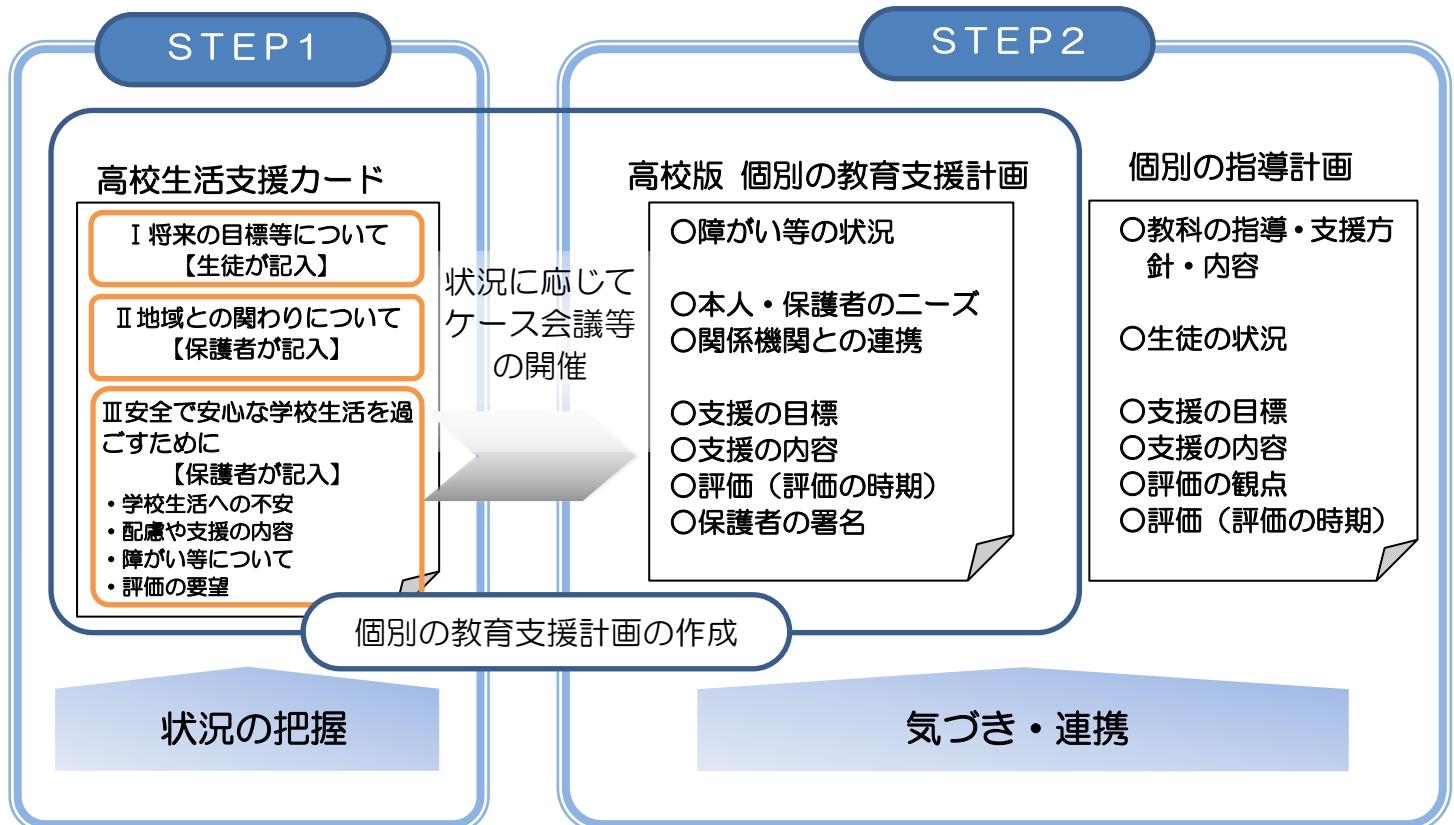 STEP1
高校生活支援カード
Ⅰ将来の目標等について
【生徒が記入】
Ⅱ地域との関わりについて
【保護者が記入】
Ⅲ安全で安心な学校生活を過
ごすために
【保護者が記入】
・学校生活への不安
・配慮や支援の内容
・障がい等について
・評価の要望
状況に応じて
ケース会議等
の開催
STEP2
高校版 個別の教育支援計画
○障がい等の状況
○本人・保護者のニーズ
○関係機関との連携
○支援の目標
○支援の内容
○評価（評価の時期）
○保護者の署名
個別の指導計画
○教科の指導・支援方
針・内容
○生徒の状況
○支援の目標
○支援の内容
○評価の観点
○評価（評価の時期）
個別の教育支援計画の作成
状況の把握
気づき・連携